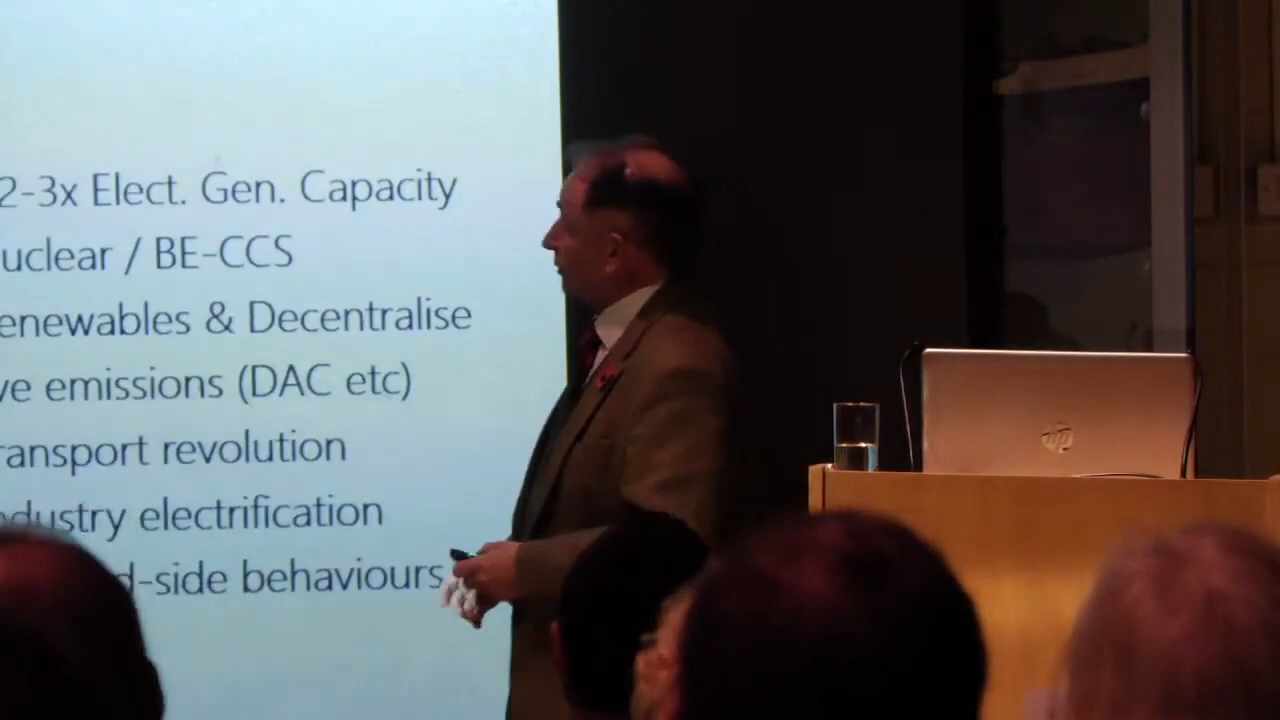 2-3x Elect. Gen. Capacity
uclear / BE-CCS
enewables & Decentralise
ve emissions (DAC etc)
ransport revolution
ndustry electrification
d-side behaviours
hp